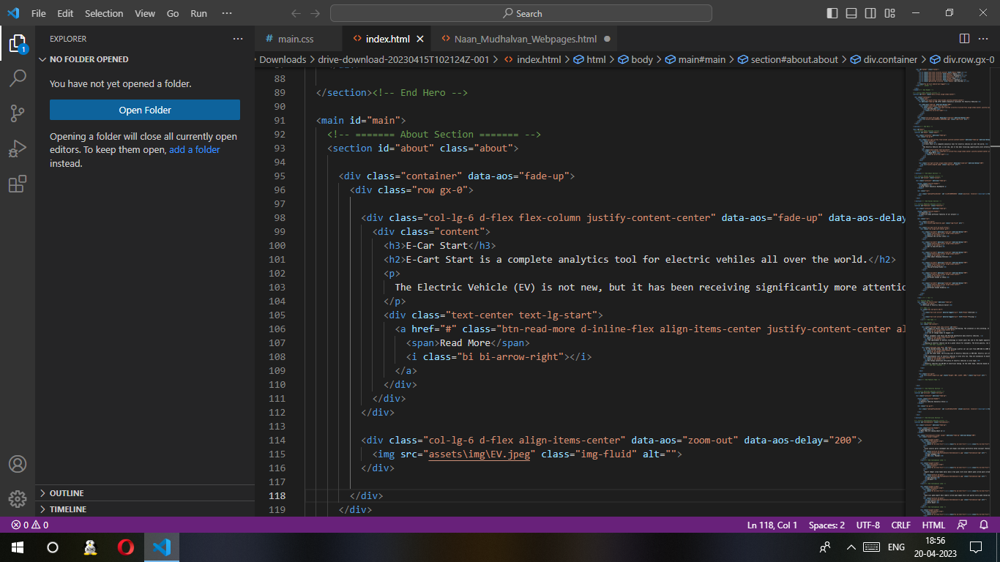 File Edit Selection View Go Run ···
Search
EXPLORER ···
NO FOLDER OPENED
You have not yet opened a folder.
Open Folder
Opening a folder will close all currently open
editors. To keep them open, add a folder
instead.
OUTLINE
TIMELINE
1
# main.css
<> index.html
<> Naan_Mudhalvan_Webpages.html
Downloads > drive-download-20230415T102124Z-001 > <> index.html > html > body > main#main > section#about.about > div.container > div.row.gx-0
88
89 </section><!-- End Hero -->
90
91 <main id="main">
92 <!-- ======= About Section ======= -->
93 <section id="about" class="about">
94
95 <div class="container" data-aos="fade-up">
96 <div class="row gx-0">
97
98 <div class="col-lg-6 d-flex flex-column justify-content-center" data-aos="fade-up" data-aos-delay
99 <div class="content">
100 <h3>E-Car Start</h3>
101 <h2>E-Cart Start is a complete analytics tool for electric vehiles all over the world.</h2>
102 <p>
103 The Electric Vehicle (EV) is not new, but it has been receiving significantly more attentio
104 </p>
105 <div class="text-center text-lg-start">
106 <a href="#" class="btn-read-more d-inline-flex align-items-center justify-content-center al
107 <span>Read More</span>
108 <i class="bi bi-arrow-right"></i>
109 </a>
110 </div>
111 </div>
112 </div>
113
114 <div class="col-lg-6 d-flex align-items-center" data-aos="zoom-out" data-aos-delay="200">
115 <img src="assets\img\EV.jpeg" class="img-fluid" alt="">
116 </div>
117
118 </div>
119 </div>
0 0
Ln 118, Col 1 Spaces: 2 UTF-8 CRLF HTML
ENG
18:56
20-04-2023